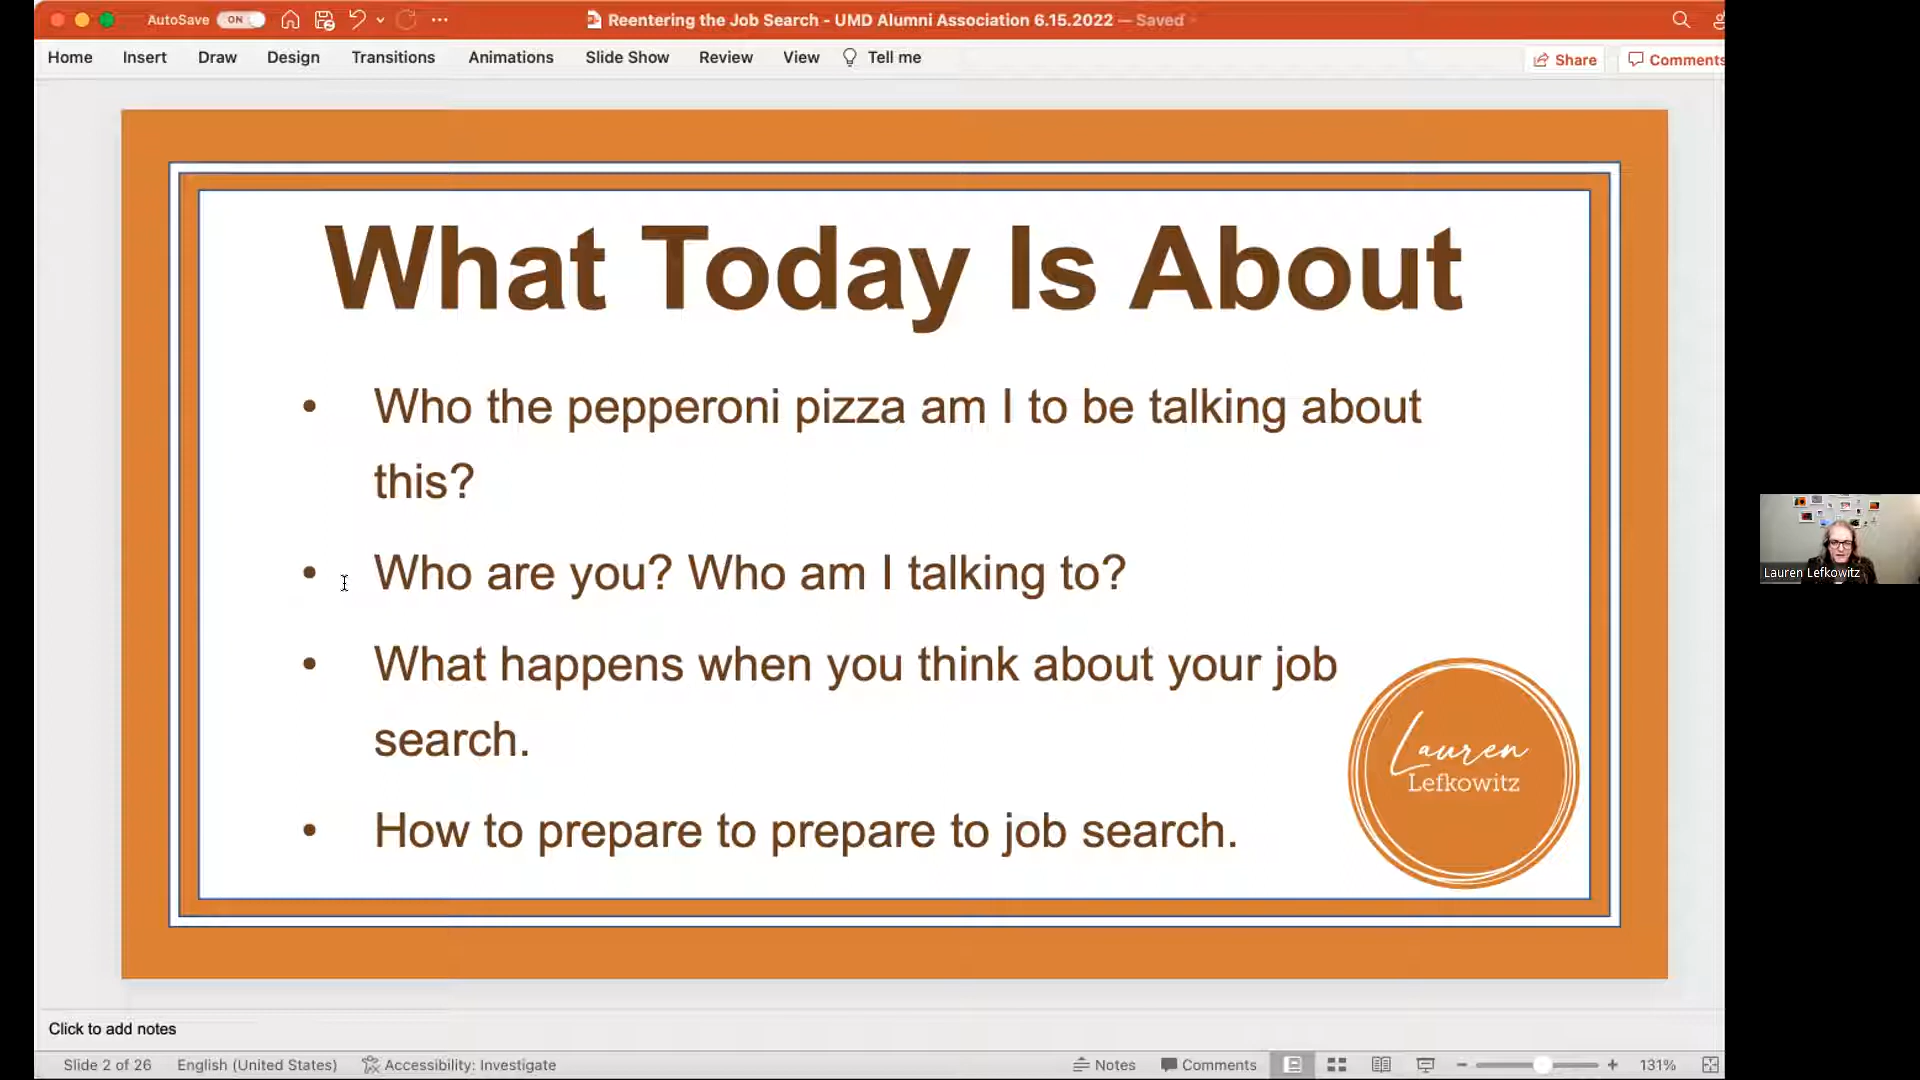 AutoSave ON
Reentering the Job Search - UMD Alumni Association 6.15.2022 — Saved
Home Insert Draw Design Transitions Animations Slide Show Review View Tell me
Share Comments
What Today Is About
• Who the pepperoni pizza am I to be talking about
this?
• Who are you? Who am I talking to?
• What happens when you think about your job
search.
• How to prepare to prepare to job search.
Lauren
Lefkowitz
Lauren Lefkowitz
Click to add notes
Slide 2 of 26 English (United States) Accessibility: Investigate Notes Comments 131%